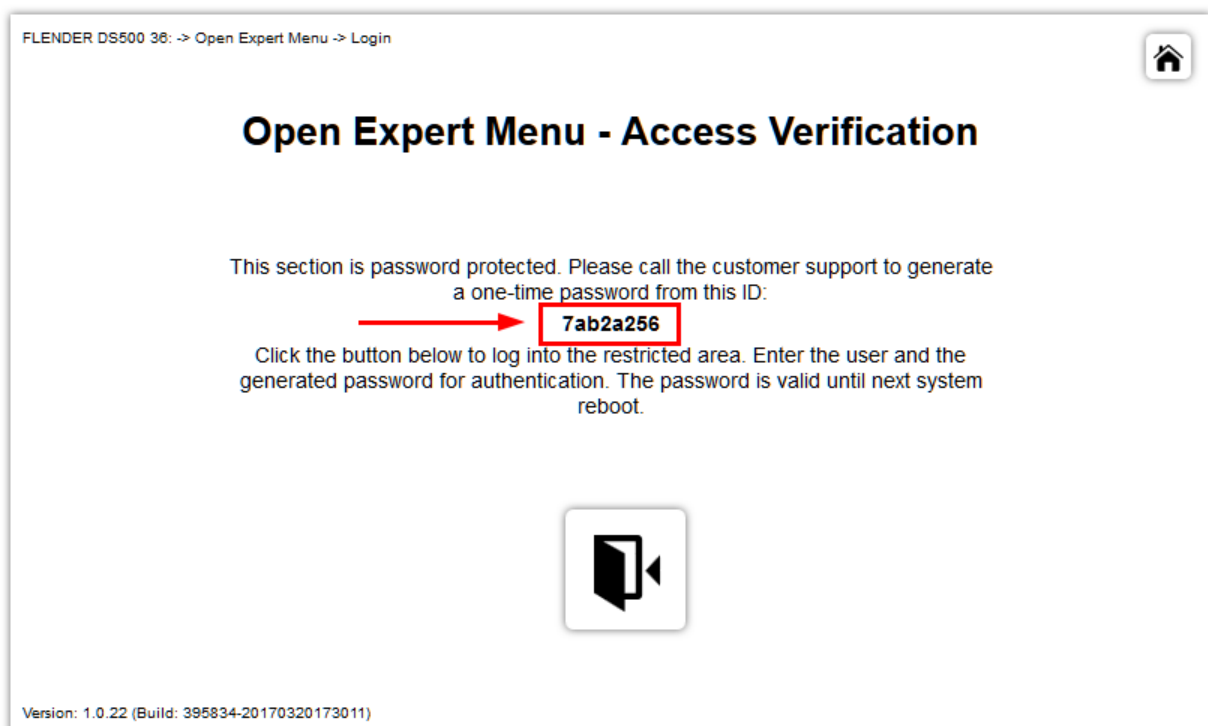 FLENDER DS500 36: -> Open Expert Menu -> Login
Open Expert Menu - Access Verification
This section is password protected. Please call the customer support to generate
a one-time password from this ID:
7ab2a256
Click the button below to log into the restricted area. Enter the user and the
generated password for authentication. The password is valid until next system
reboot.
Version: 1.0.22 (Build: 395834-20170320173011)